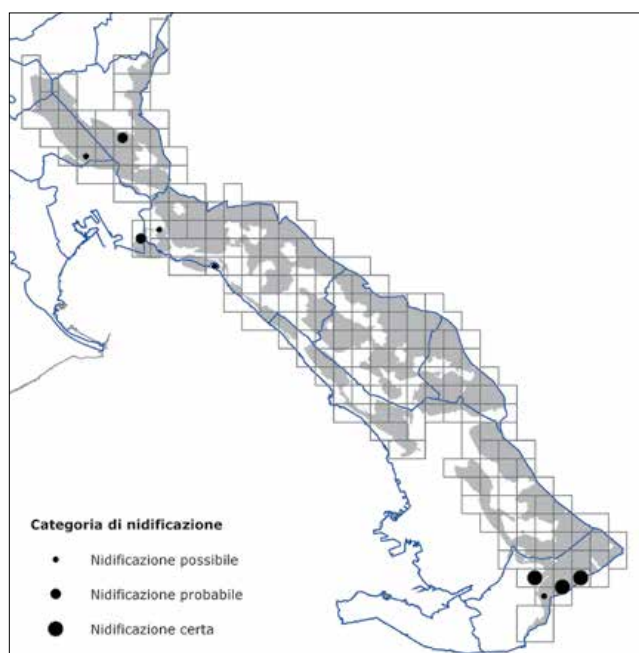 Categoria di nidificazione
Nidificazione possibile
Nidificazione probabile
Nidificazione certa